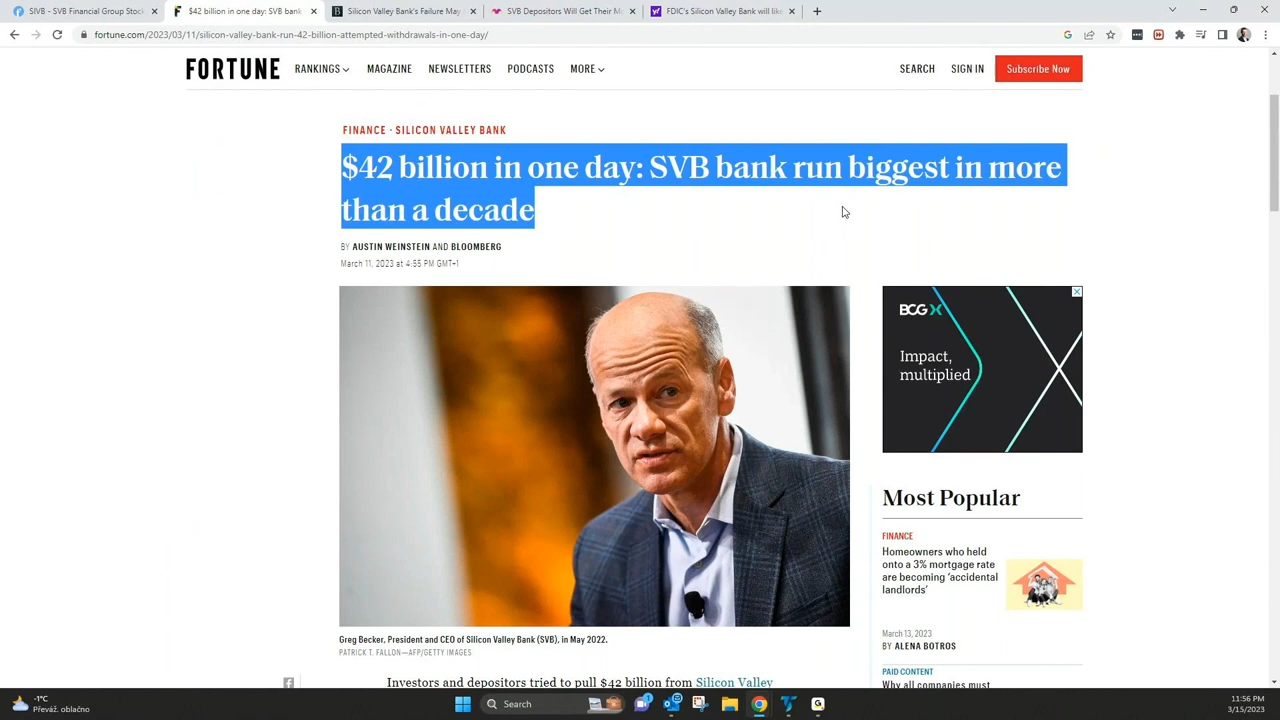 SIVB - SVB Financial Group Stock
$42 billion in one day: SVB bank
Silicon Valley Bank's Failure May
SVB Depositors Will Get Their M
FDIC's Silicon Valley Bank will like
fortune.com/2023/03/11/silicon-valley-bank-run-42-billion-attempted-withdrawals-in-one-day/
FORTUNE
RANKINGS
MAGAZINE
NEWSLETTERS
PODCASTS
MORE
SEARCH
SIGN IN
Subscribe Now
FINANCE · SILICON VALLEY BANK
$42 billion in one day: SVB bank run biggest in more
than a decade
BY AUSTIN WEINSTEIN AND BLOOMBERG
March 11, 2023 at 4:55 PM GMT+1
Greg Becker, President and CEO of Silicon Valley Bank (SVB), in May 2022.
PATRICK T. FALLON—AFP/GETTY IMAGES
Investors and depositors tried to pull $42 billion from Silicon Valley
BCG X
Impact,
multiplied
Most Popular
FINANCE
Homeowners who held
onto a 3% mortgage rate
are becoming ‘accidental
landlords’
March 13, 2023
BY ALENA BOTROS
PAID CONTENT
Why all companies must
-1°C
Převáž. oblačno
Search
11:56 PM
3/15/2023